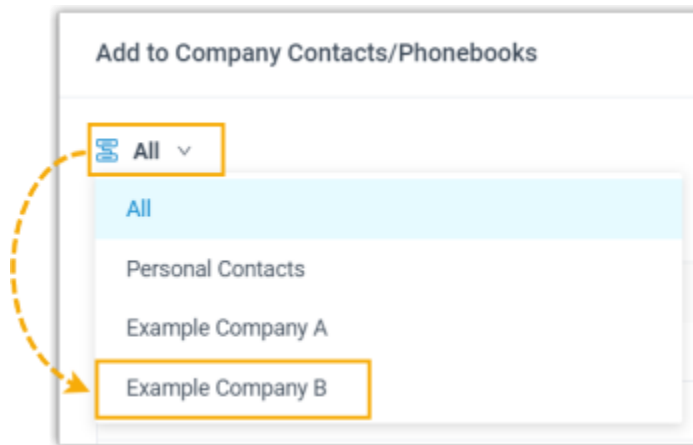 Add to Company Contacts/Phonebooks
All
All
Personal Contacts
Example Company A
Example Company B